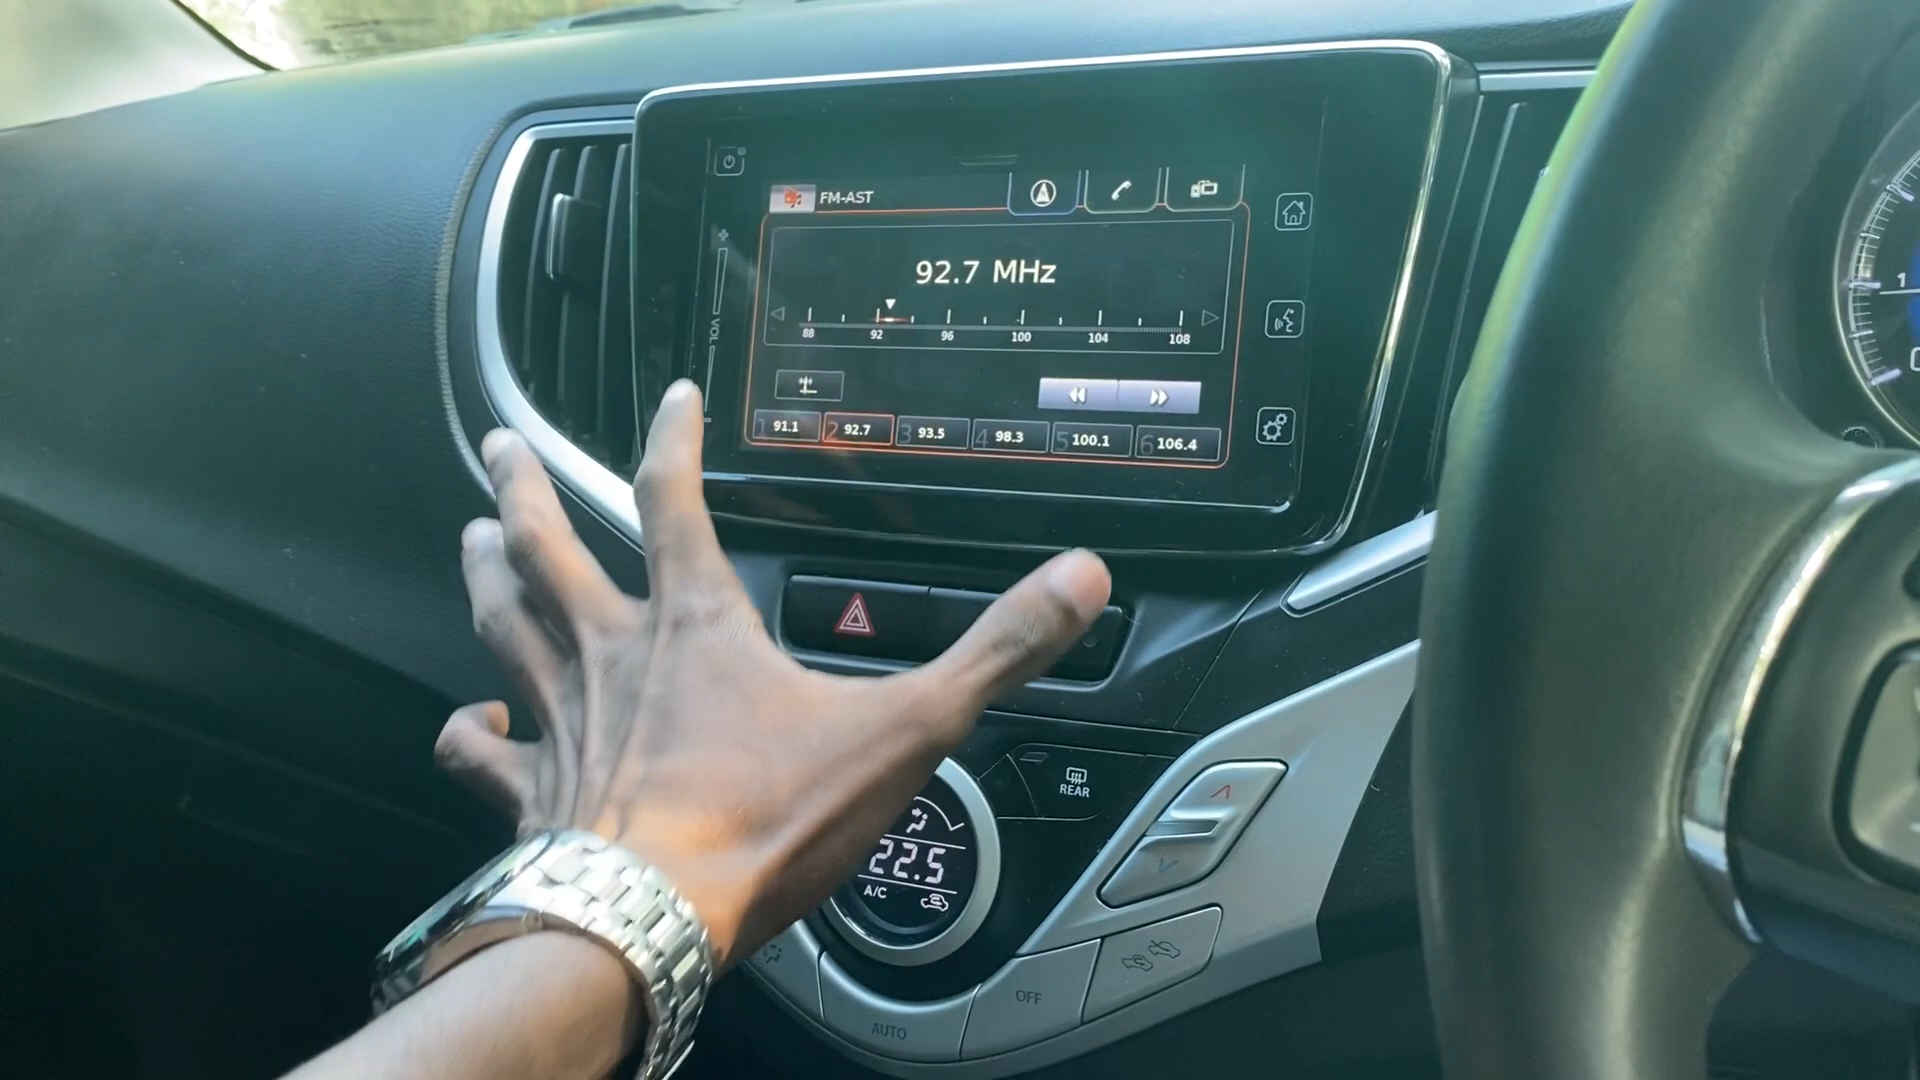 FM-AST
92.7 MHz
88 92 96 100 104 108
VOL
1 91.1 2 92.7 3 93.5 4 98.3 5 100.1 6 106.4
REAR
22.5
A/C
OFF
AUTO
1